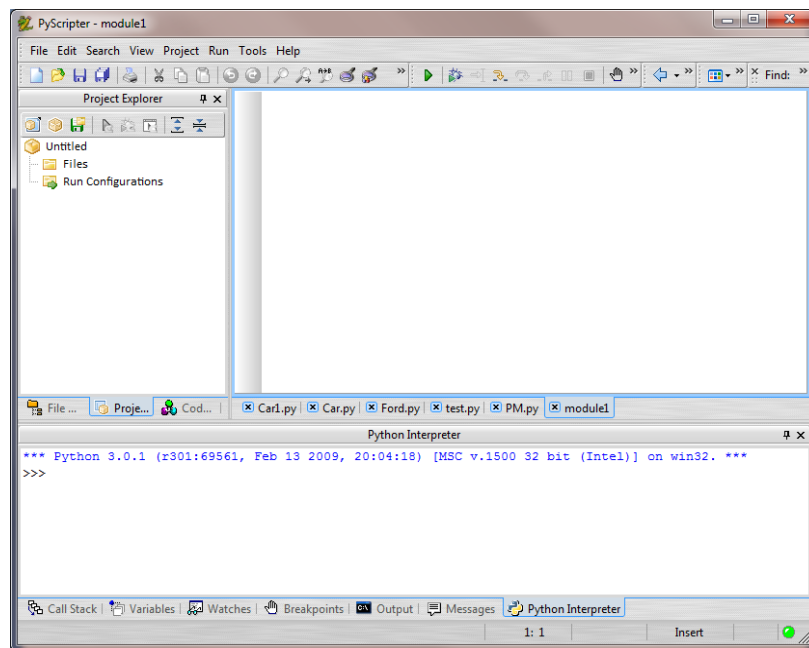 PyScripter - module1
File Edit Search View Project Run Tools Help
» » » Find: »
Project Explorer
Untitled
Files
Run Configurations
File ... Proje... Cod...
Car1.py Car.py Ford.py test.py PM.py module1
Python Interpreter
*** Python 3.0.1 (r301:69561, Feb 13 2009, 20:04:18) [MSC v.1500 32 bit (Intel)] on win32. ***
>>>
Call Stack Variables Watches Breakpoints Output Messages Python Interpreter
1: 1 Insert